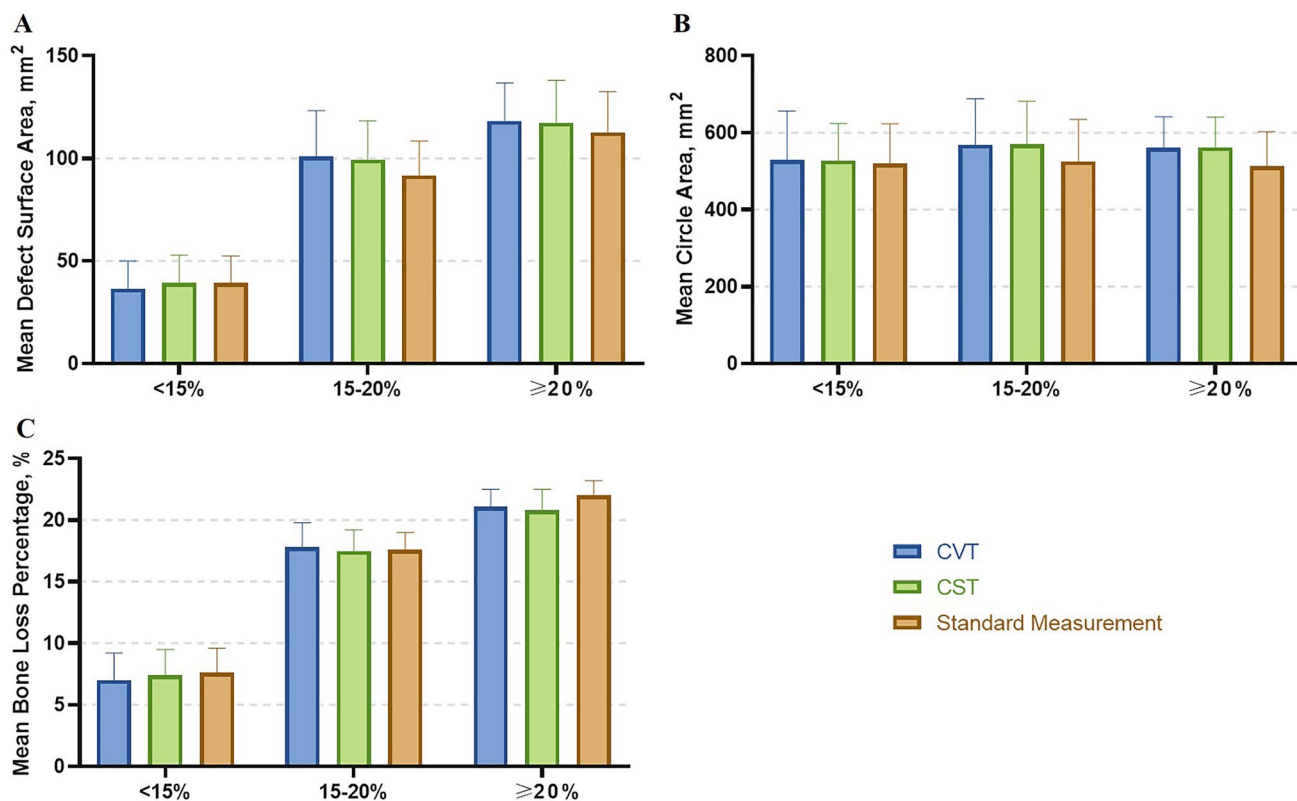 A
Mean Defect Surface Area, mm²
150
100
50
0
<15%
15-20%
≥20%
B
Mean Circle Area, mm²
800
600
400
200
0
<15%
15-20%
≥20%
C
Mean Bone Loss Percentage, %
25
20
15
10
5
0
<15%
15-20%
≥20%
CVT
CST
Standard Measurement